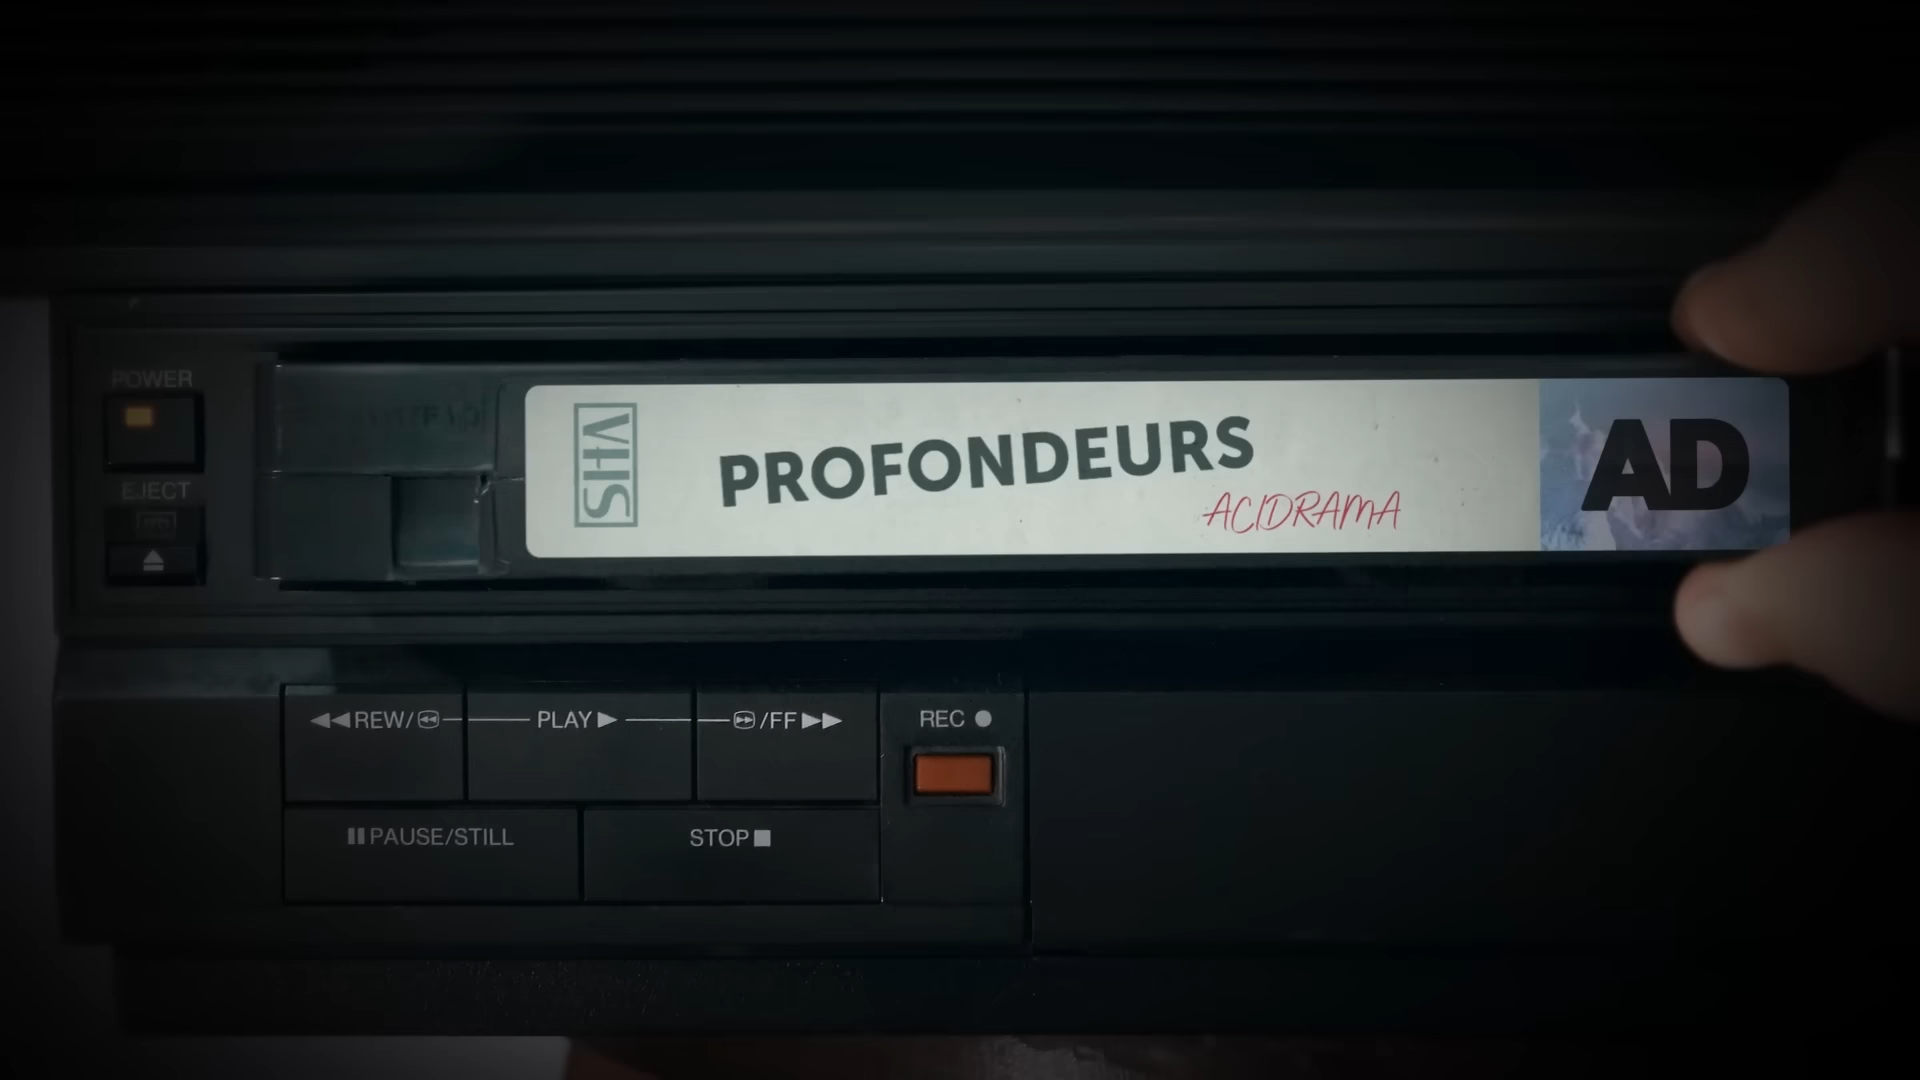 POWER
EJECT
VHS
PROFONDEURS
ACIDRAMA
AD
REW/
PLAY
/FF
REC
PAUSE/STILL
STOP